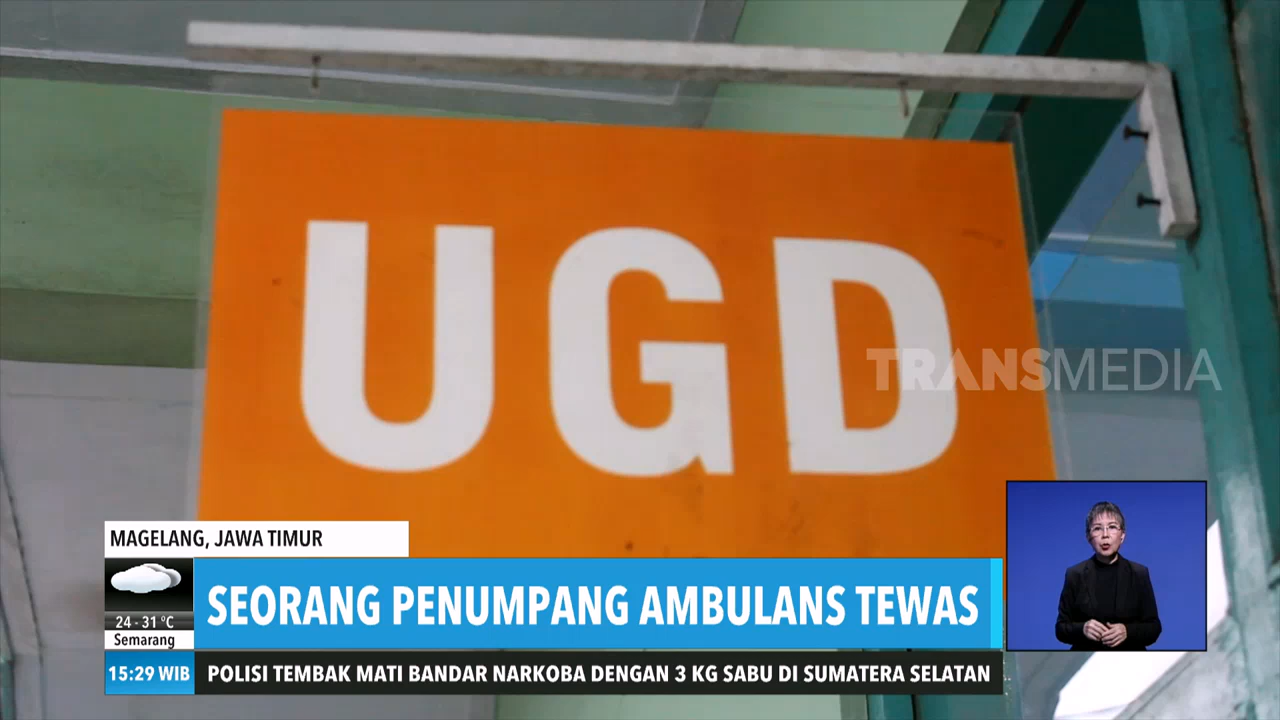 UGD
TRANSMEDIA
MAGELANG, JAWA TIMUR
SEORANG PENUMPANG AMBULANS TEWAS
24 - 31 °C
Semarang
15:29 WIB
POLISI TEMBAK MATI BANDAR NARKOBA DENGAN 3 KG SABU DI SUMATERA SELATAN